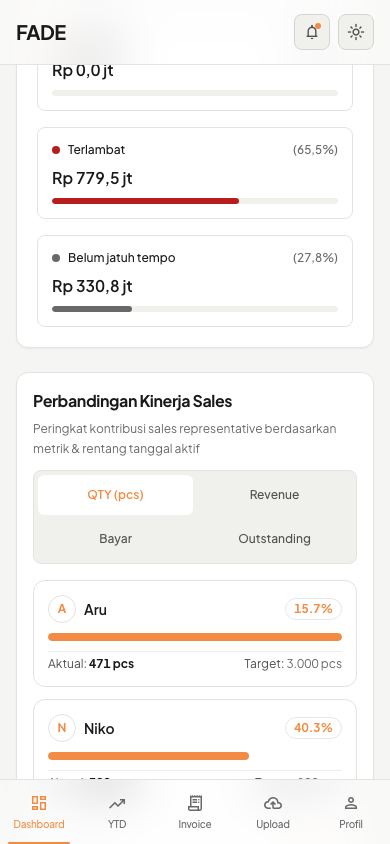 FADE
Rp 0,0 jt
Terlambat
(65,5%)
Rp 779,5 jt
Belum jatuh tempo
(27,8%)
Rp 330,8 jt
Perbandingan Kinerja Sales
Peringkat kontribusi sales representative berdasarkan
metrik & rentang tanggal aktif
QTY (pcs)
Revenue
Bayar
Outstanding
A
Aru
15.7%
Aktual: 471 pcs
Target: 3.000 pcs
N
Niko
40.3%
Dashboard
YTD
Invoice
Upload
Profil